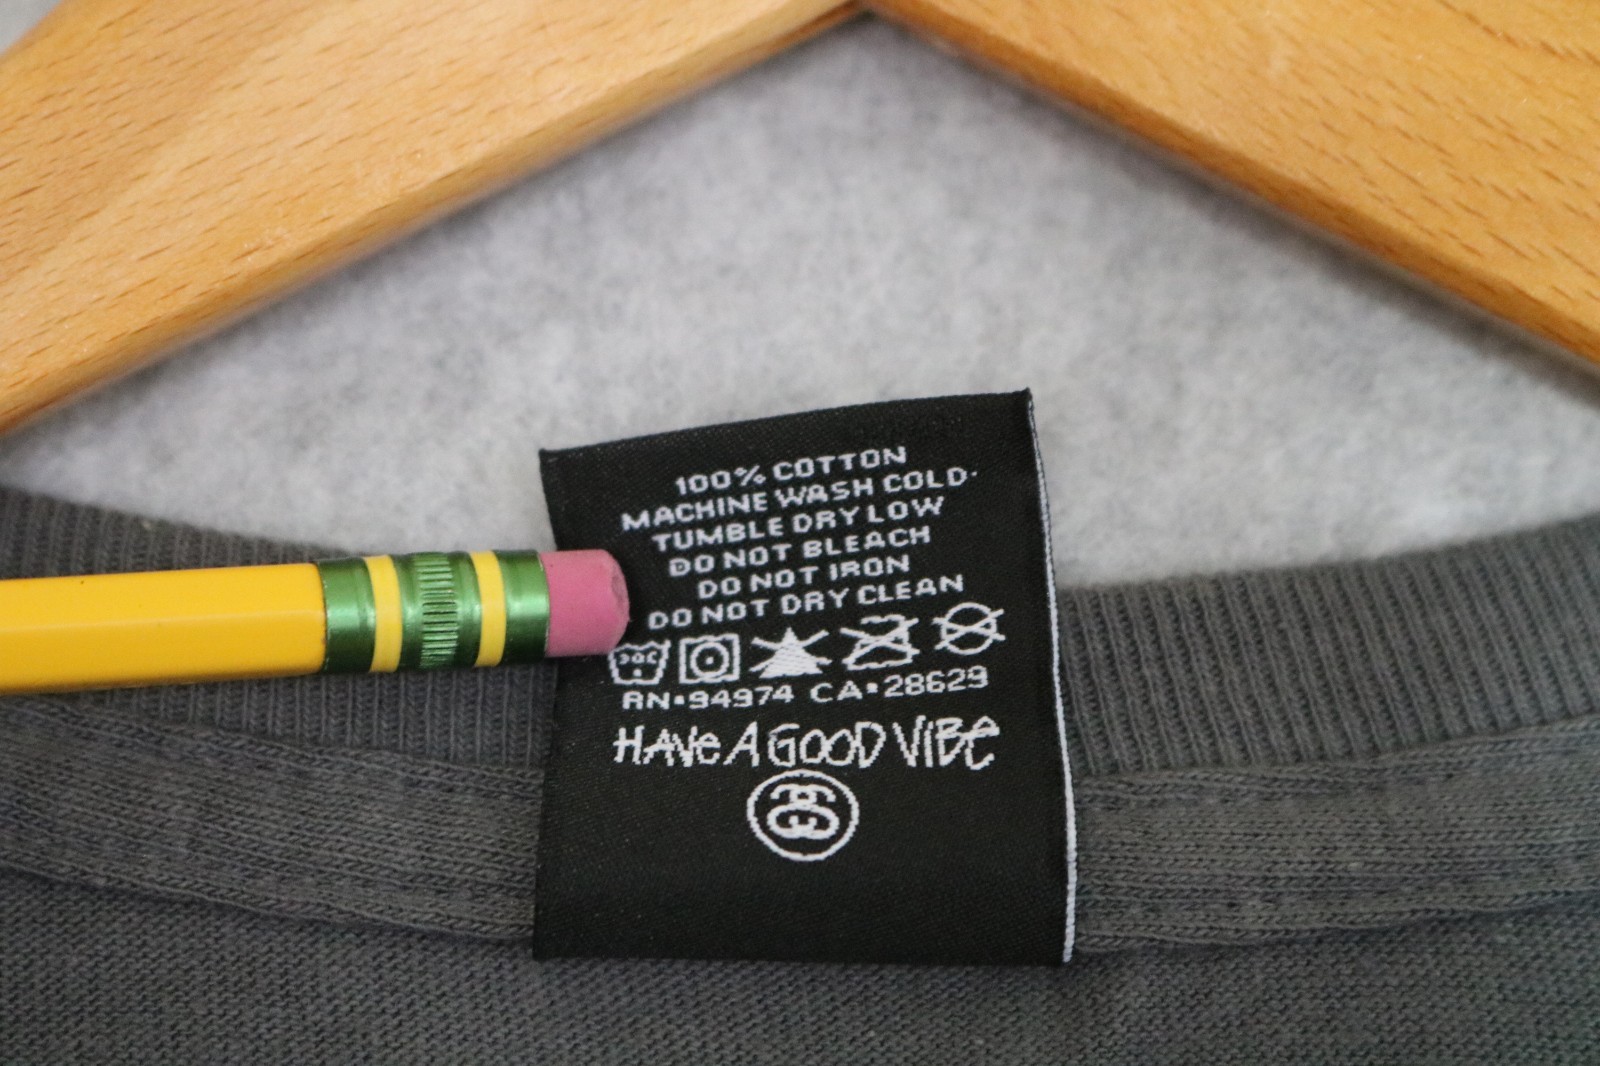 100% COTTON
MACHINE WASH COLD·
TUMBLE DRY LOW
DO NOT BLEACH
DO NOT IRON
DO NOT DRY CLEAN
RN·94974 CA·28629
HAVE A GOOD VIBE